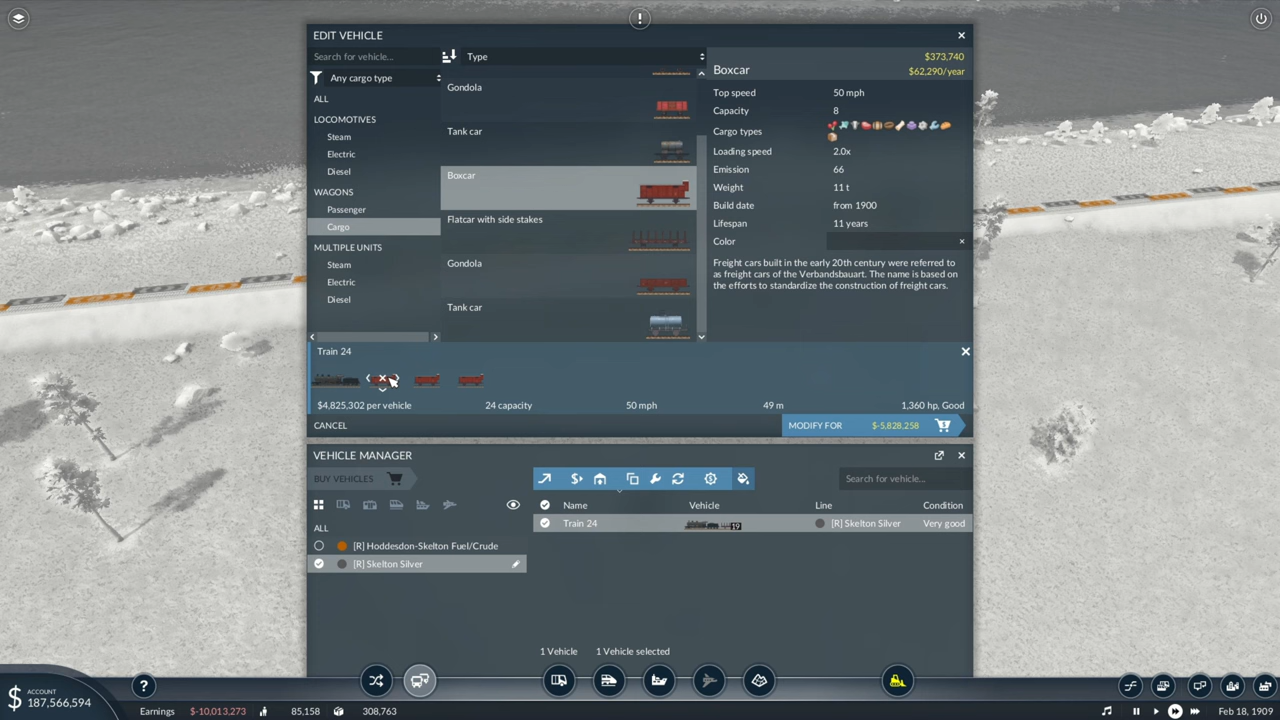 EDIT VEHICLE
Search for vehicle...
Type
$373,740
Any cargo type
Boxcar
$62,290/year
ALL
LOCOMOTIVES
Steam
Electric
Diesel
WAGONS
Passenger
Cargo
MULTIPLE UNITS
Steam
Electric
Diesel
Gondola
Tank car
Boxcar
Flatcar with side stakes
Gondola
Tank car
Top speed 50 mph
Capacity 8
Cargo types
Loading speed 2.0x
Emission 66
Weight 11 t
Build date from 1900
Lifespan 11 years
Color
Freight cars built in the early 20th century were referred to
as freight cars of the Verbandsbauart. The name is based on
the efforts to standardize the construction of freight cars.
Train 24
$4,825,302 per vehicle 24 capacity 50 mph 49 m 1,360 hp, Good
CANCEL MODIFY FOR $-5,828,258
VEHICLE MANAGER
BUY VEHICLES
Search for vehicle...
Name Vehicle Line Condition
Train 24 19 [R] Skelton Silver Very good
ALL
[R] Hoddesdon-Skelton Fuel/Crude
[R] Skelton Silver
1 Vehicle 1 Vehicle selected
$ ACCOUNT
187,566,594
?
Earnings $-10,013,273 85,158 308,763
Feb 18, 1909